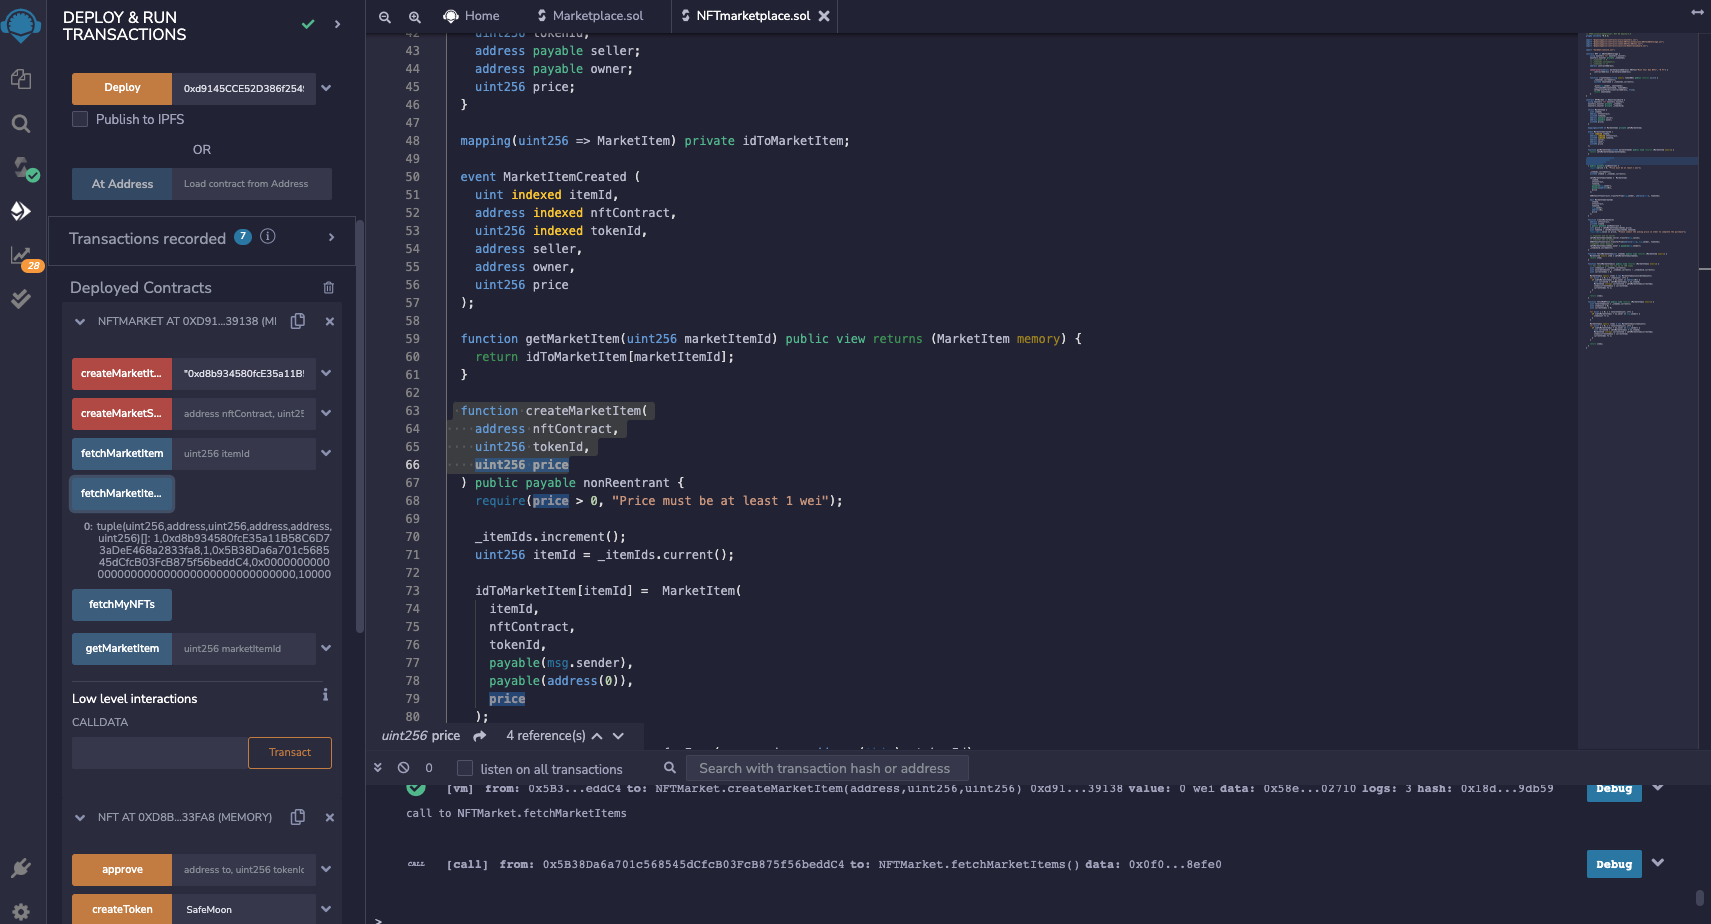 DEPLOY & RUN
TRANSACTIONS
Deploy
0xd9145CCE52D386f254
Publish to IPFS
OR
At Address
Load contract from Address
Transactions recorded 7
28
Deployed Contracts
NFTMARKET AT 0XD91...39138 (MI
createMarketIt...
"0xd8b934580fcE35a11B
createMarketS...
address nftContract, uint25
fetchMarketItem
uint256 itemId
fetchMarketIte...
0: tuple(uint256,address,uint256,address,address,
uint256)[]: 1,0xd8b934580fcE35a11B58C6D7
3aDeE468a2833fa8,1,0x5B38Da6a701c5685
45dCfcB03FcB875f56beddC4,0x0000000000
000000000000000000000000000000,10000
fetchMyNFTs
getMarketItem
uint256 marketItemId
Low level interactions
CALLDATA
Transact
NFT AT 0XD8B...33FA8 (MEMORY)
approve
address to, uint256 tokenIc
createToken
SafeMoon
Home
Marketplace.sol
NFTmarketplace.sol
42 uint256 tokenId;
43 address payable seller;
44 address payable owner;
45 uint256 price;
46 }
47
48 mapping(uint256 => MarketItem) private idToMarketItem;
49
50 event MarketItemCreated (
51 uint indexed itemId,
52 address indexed nftContract,
53 uint256 indexed tokenId,
54 address seller,
55 address owner,
56 uint256 price
57 );
58
59 function getMarketItem(uint256 marketItemId) public view returns (MarketItem memory) {
60 return idToMarketItem[marketItemId];
61 }
62
63 function createMarketItem(
64 address nftContract,
65 uint256 tokenId,
66 uint256 price
67 ) public payable nonReentrant {
68 require(price > 0, "Price must be at least 1 wei");
69
70 _itemIds.increment();
71 uint256 itemId = _itemIds.current();
72
73 idToMarketItem[itemId] =  MarketItem(
74 itemId,
75 nftContract,
76 tokenId,
77 payable(msg.sender),
78 payable(address(0)),
79 price
80 );
uint256 price
4 reference(s)
0
listen on all transactions
Search with transaction hash or address
[vm] from: 0x5B3...eddC4 to: NFTMarket.createMarketItem(address,uint256,uint256) 0xd91...39138 value: 0 wei data: 0x58e...02710 logs: 3 hash: 0x18d...9db59
Debug
call to NFTMarket.fetchMarketItems
CALL [call] from: 0x5B38Da6a701c568545dCfcB03FcB875f56beddC4 to: NFTMarket.fetchMarketItems() data: 0x0f0...8efe0
Debug
>